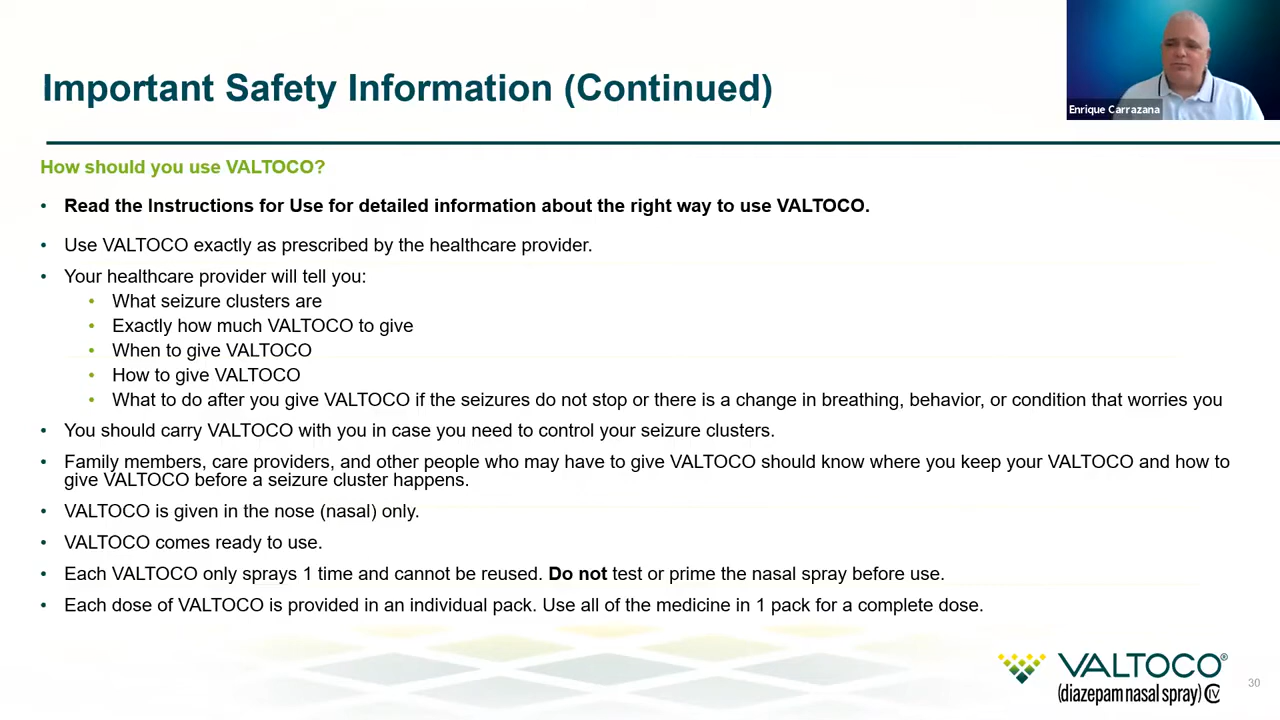 Important Safety Information (Continued)
Enrique Carrazana
How should you use VALTOCO?
• Read the Instructions for Use for detailed information about the right way to use VALTOCO.
• Use VALTOCO exactly as prescribed by the healthcare provider.
• Your healthcare provider will tell you:
• What seizure clusters are
• Exactly how much VALTOCO to give
• When to give VALTOCO
• How to give VALTOCO
• What to do after you give VALTOCO if the seizures do not stop or there is a change in breathing, behavior, or condition that worries you
• You should carry VALTOCO with you in case you need to control your seizure clusters.
• Family members, care providers, and other people who may have to give VALTOCO should know where you keep your VALTOCO and how to
give VALTOCO before a seizure cluster happens.
• VALTOCO is given in the nose (nasal) only.
• VALTOCO comes ready to use.
• Each VALTOCO only sprays 1 time and cannot be reused. Do not test or prime the nasal spray before use.
• Each dose of VALTOCO is provided in an individual pack. Use all of the medicine in 1 pack for a complete dose.
VALTOCO®
(diazepam nasal spray) CIV
30